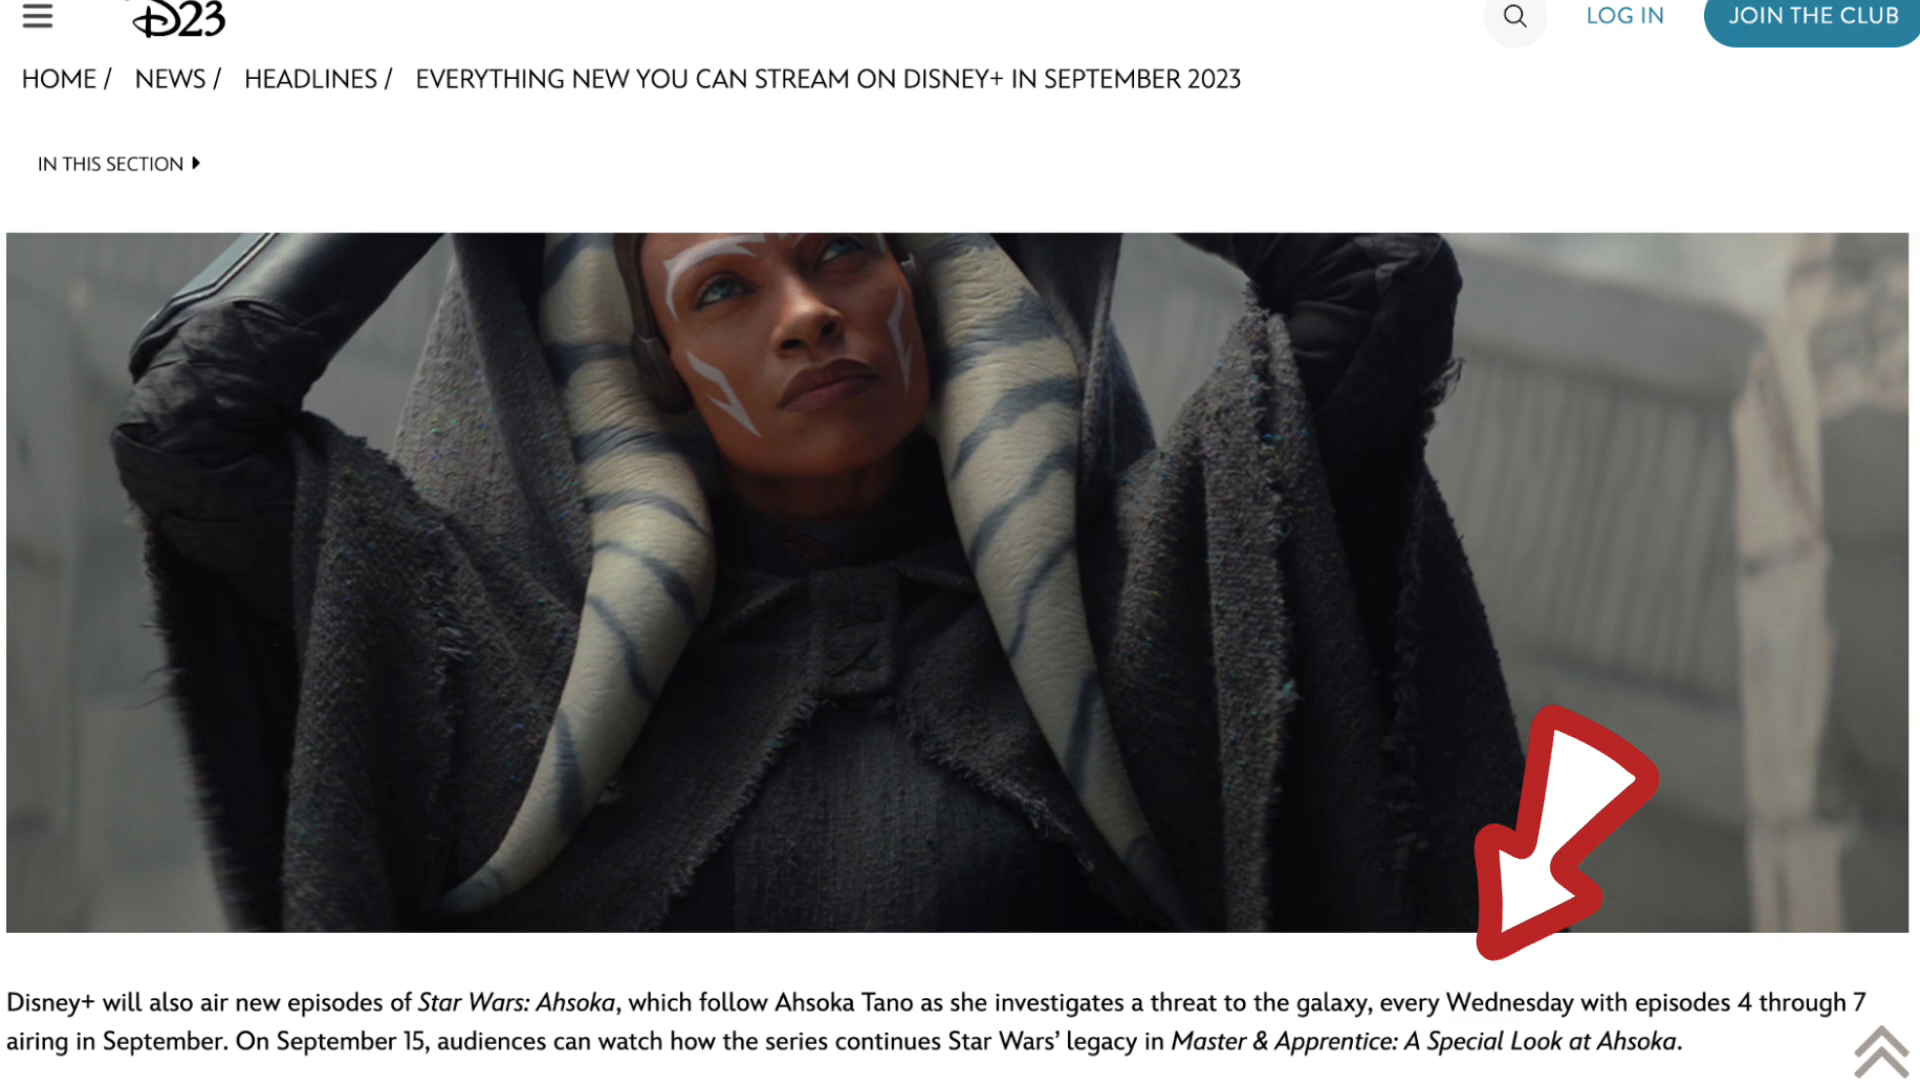 D23
LOG IN
JOIN THE CLUB
HOME / NEWS / HEADLINES / EVERYTHING NEW YOU CAN STREAM ON DISNEY+ IN SEPTEMBER 2023
IN THIS SECTION
Disney+ will also air new episodes of Star Wars: Ahsoka, which follow Ahsoka Tano as she investigates a threat to the galaxy, every Wednesday with episodes 4 through 7
airing in September. On September 15, audiences can watch how the series continues Star Wars’ legacy in Master & Apprentice: A Special Look at Ahsoka.